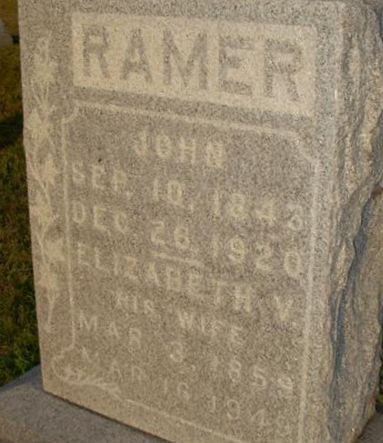 RAMER
JOHN
SEP. 10, 1843
DEC. 26, 1920
ELIZABETH V.
HIS WIFE
MAR. 3, 1859
MAR. 16,